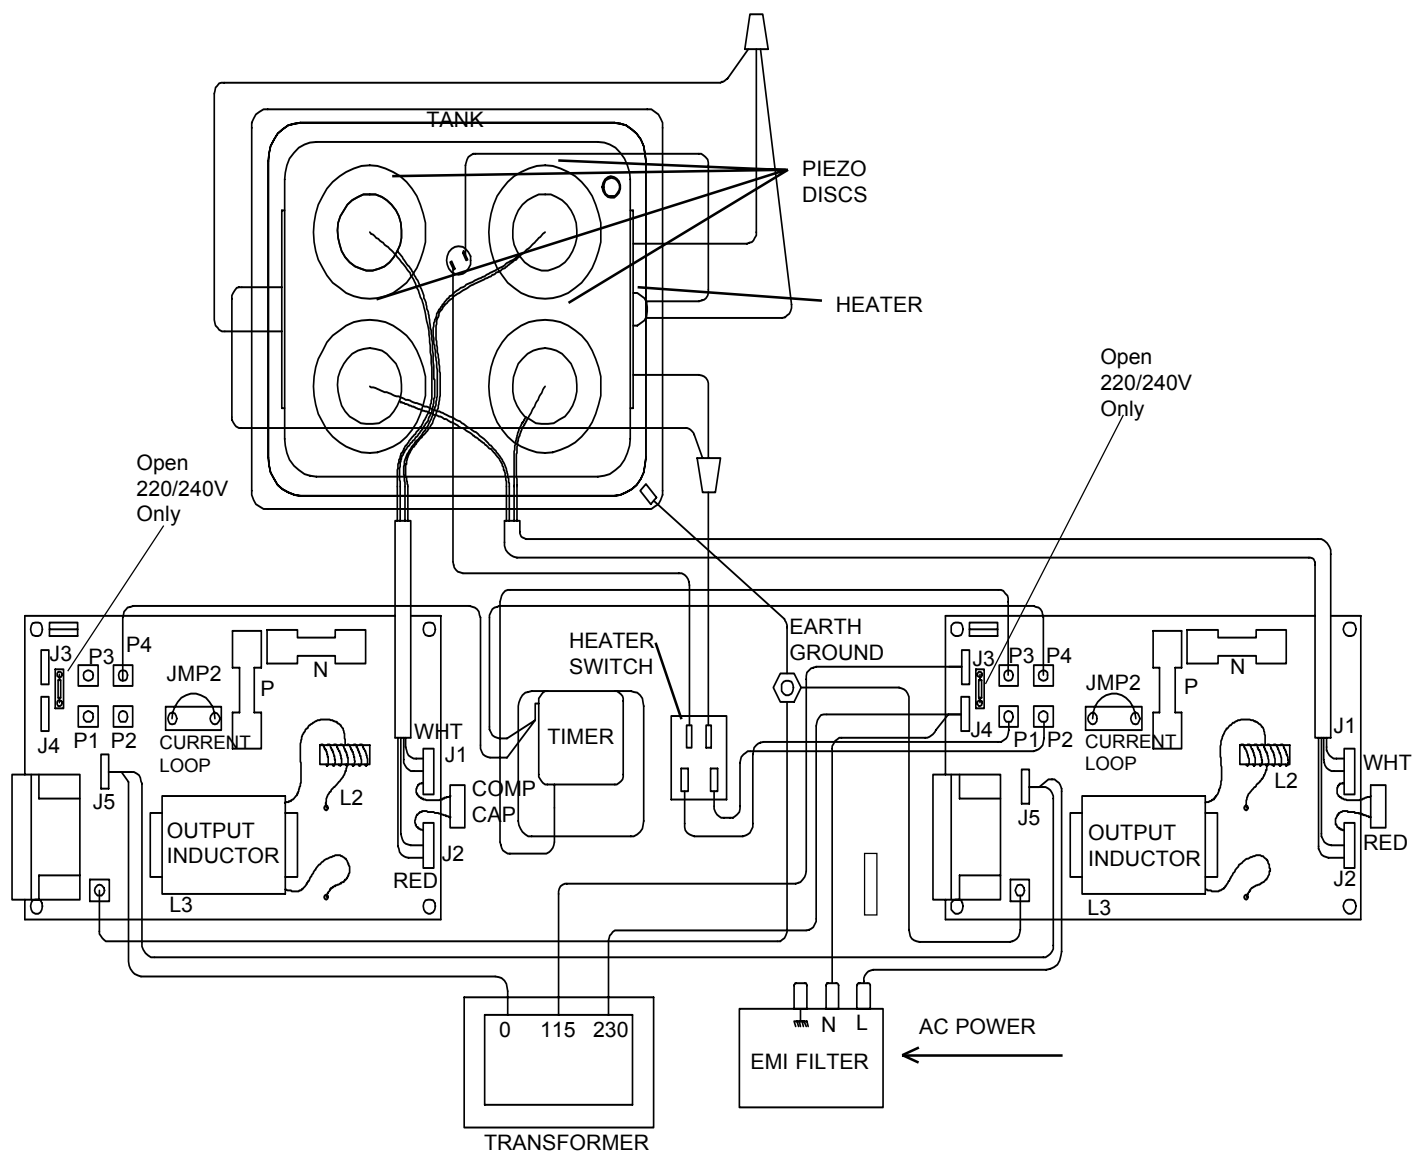 TANK
PIEZO
DISCS
HEATER
Open
220/240V
Only
Open
220/240V
Only
J3
P3
P4
J4
P1
P2
JMP2
CURRENT
LOOP
P
N
WHT
J1
COMP
CAP
J2
RED
J5
OUTPUT
INDUCTOR
L2
L3
HEATER
SWITCH
TIMER
EARTH
GROUND
J3
P3
P4
J4
P1
P2
JMP2
CURRENT
LOOP
P
N
J1
WHT
RED
J2
J5
OUTPUT
INDUCTOR
L2
L3
0 115 230
TRANSFORMER
N L
EMI FILTER
AC POWER